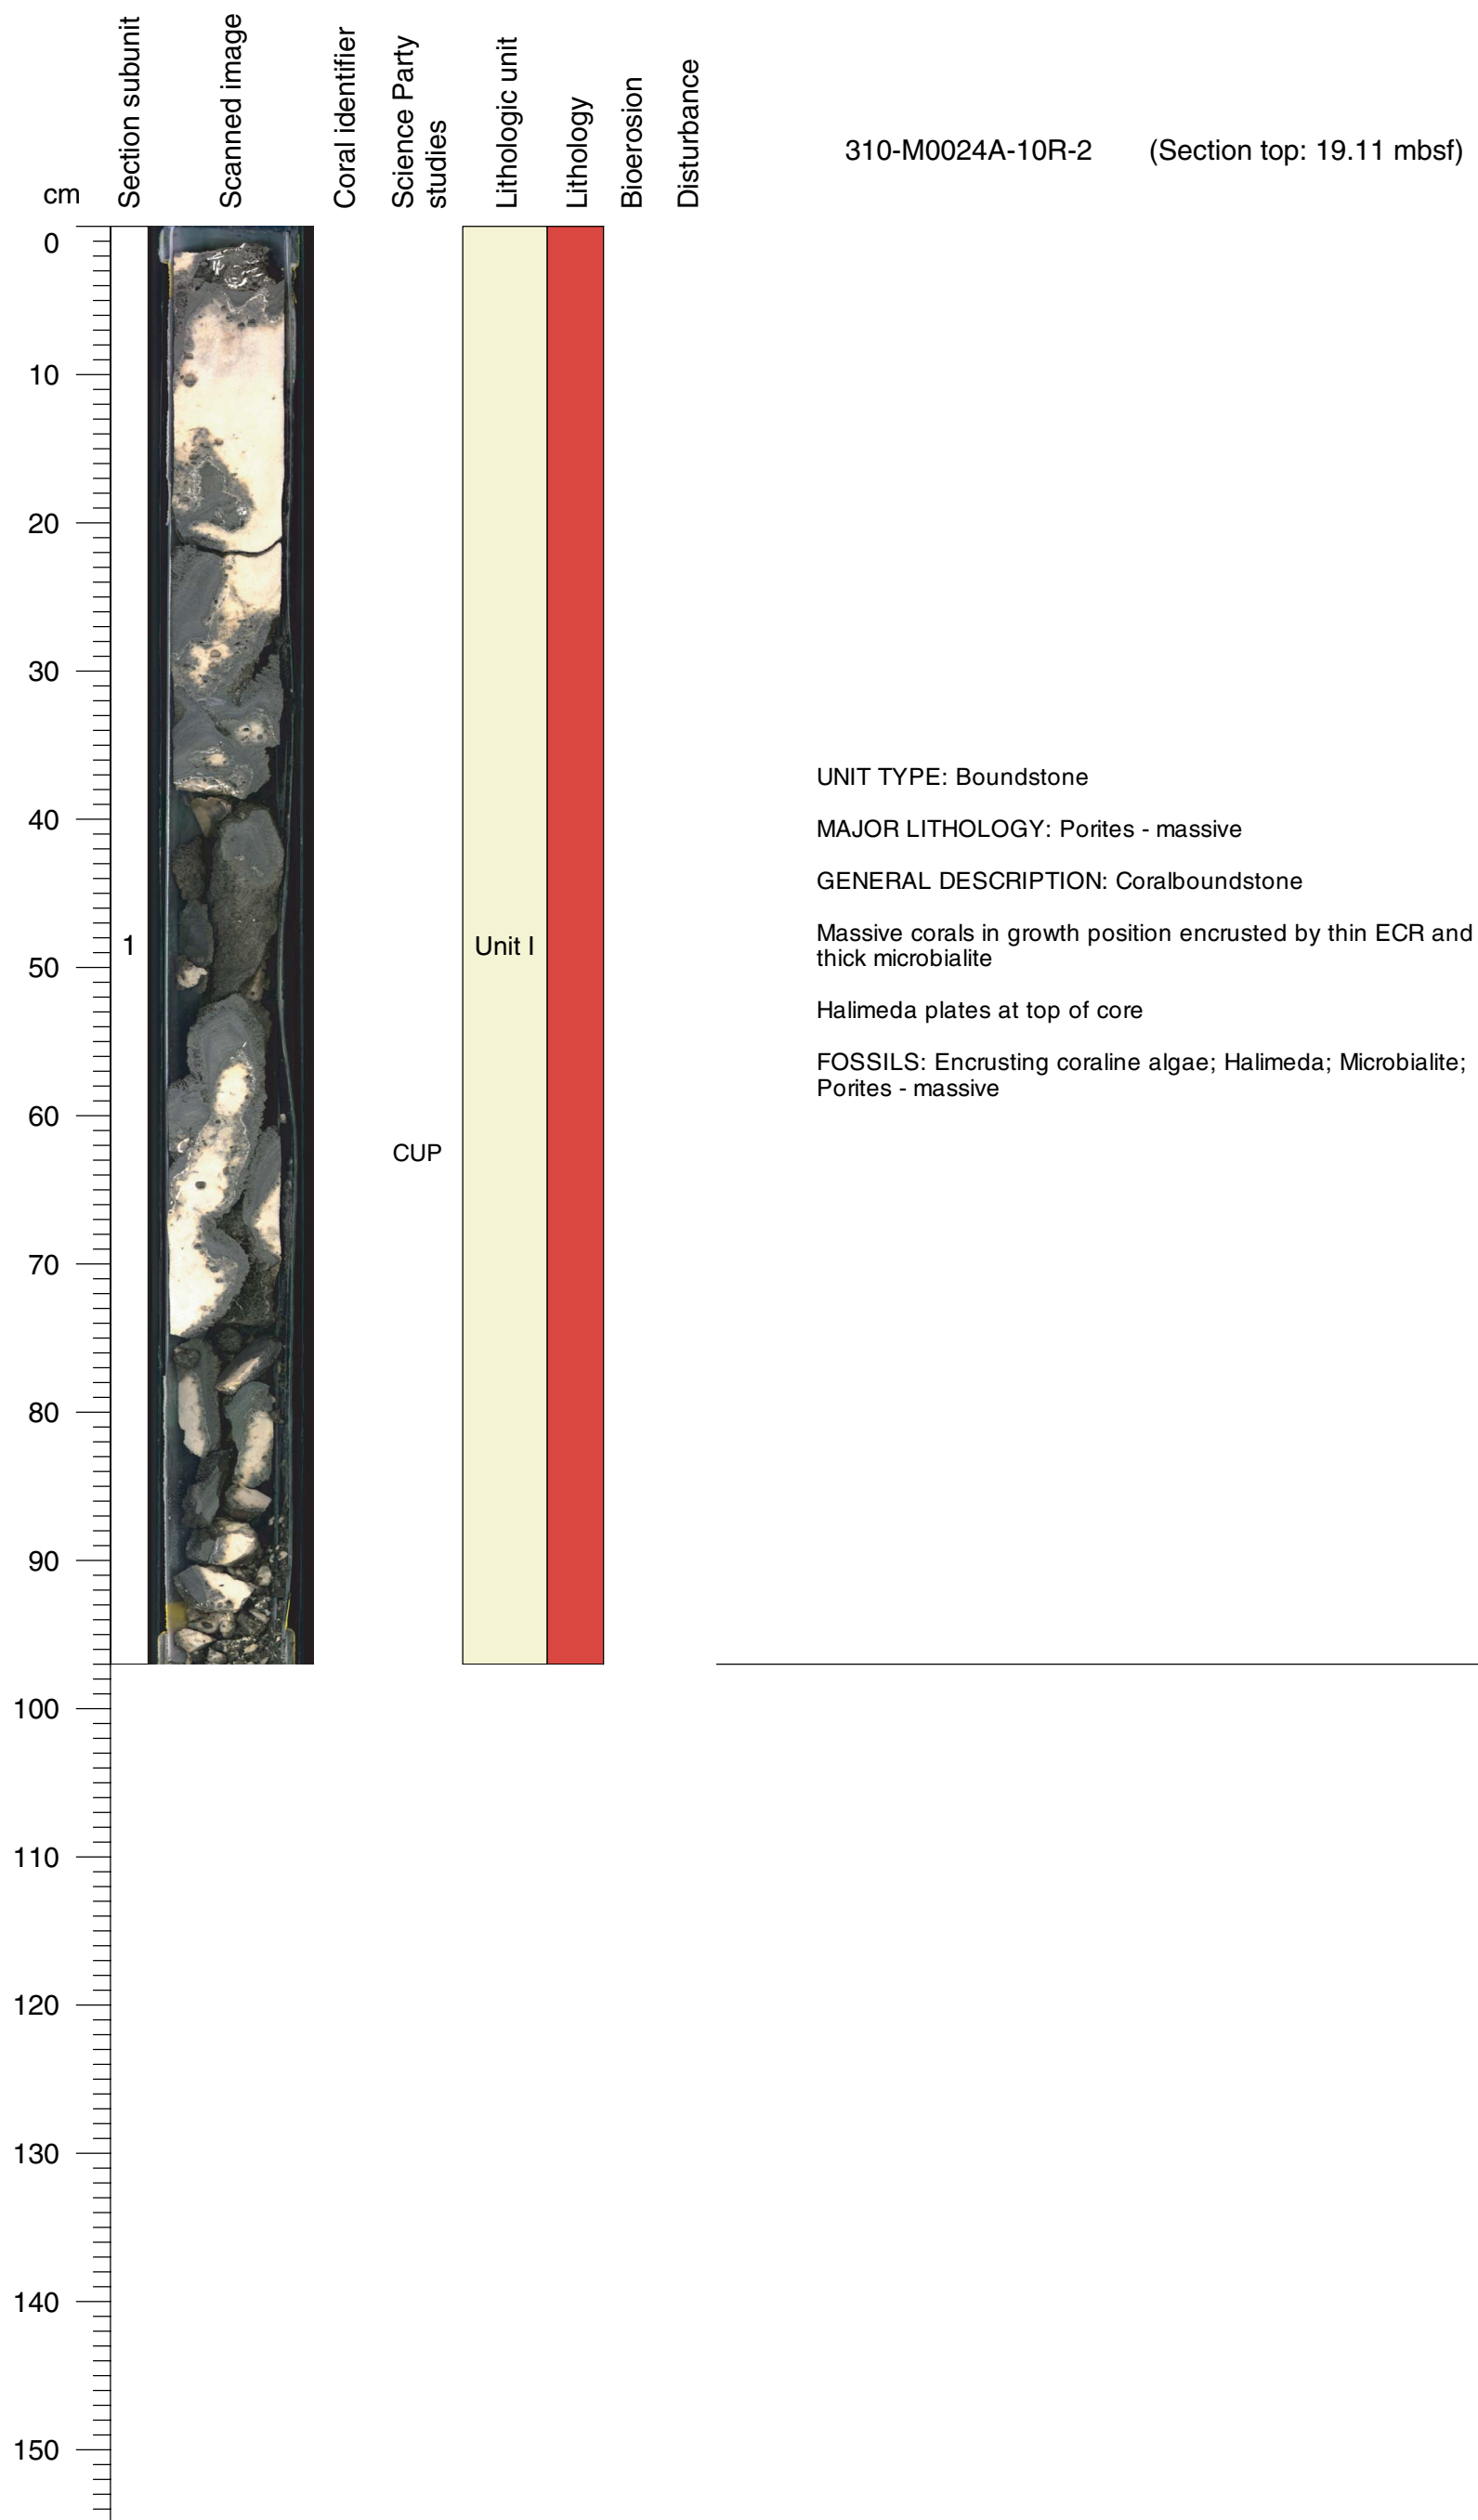 Section subunit
Scanned image
Coral identifier
Science Party
studies
Lithologic unit
Lithology
Bioerosion
Disturbance
310-M0024A-10R-2 (Section top: 19.11 mbsf)
cm
0
10
20
30
40
50
60
70
80
90
100
110
120
130
140
150
1
Unit I
CUP
UNIT TYPE: Boundstone
MAJOR LITHOLOGY: Porites - massive
GENERAL DESCRIPTION: Coralboundstone
Massive corals in growth position encrusted by thin ECR and
thick microbialite
Halimeda plates at top of core
FOSSILS: Encrusting coraline algae; Halimeda; Microbialite;
Porites - massive